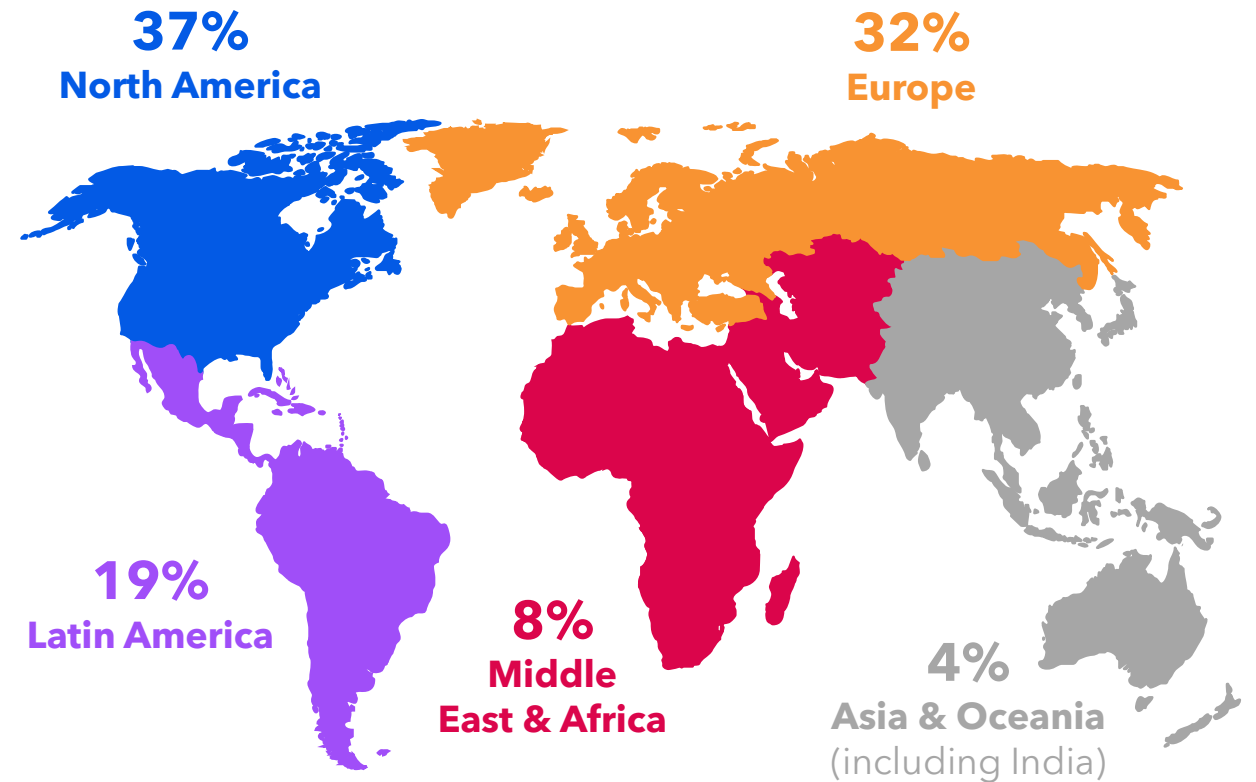 37%
North America
32%
Europe
19%
Latin America
8%
Middle
East & Africa
4%
Asia & Oceania
(including India)